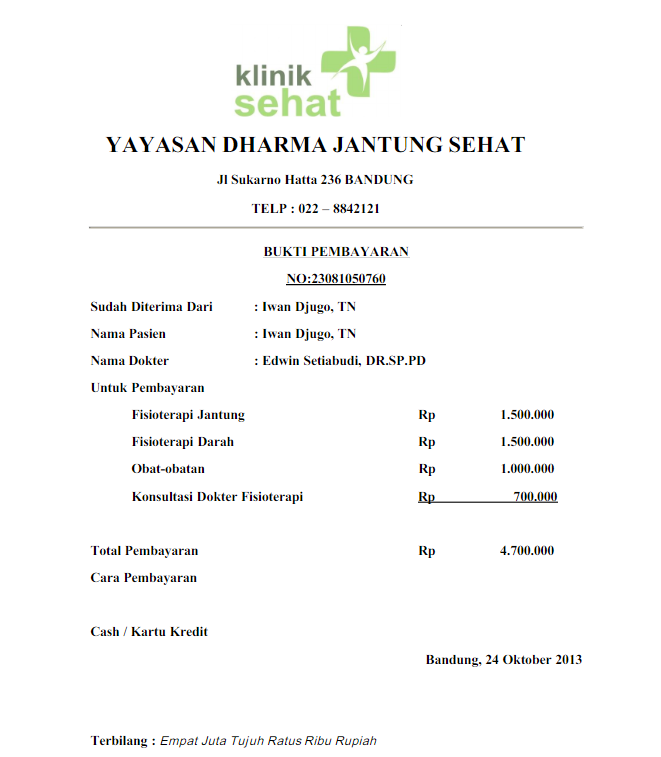 klinik
sehat
YAYASAN DHARMA JANTUNG SEHAT
Jl Sukarno Hatta 236 BANDUNG
TELP : 022 – 8842121
BUKTI PEMBAYARAN
NO:23081050760
Sudah Diterima Dari : Iwan Djugo, TN
Nama Pasien : Iwan Djugo, TN
Nama Dokter : Edwin Setiabudi, DR.SP.PD
Untuk Pembayaran
Fisioterapi Jantung Rp 1.500.000
Fisioterapi Darah Rp 1.500.000
Obat-obatan Rp 1.000.000
Konsultasi Dokter Fisioterapi Rp 700.000
Total Pembayaran Rp 4.700.000
Cara Pembayaran
Cash / Kartu Kredit
Bandung, 24 Oktober 2013
Terbilang : Empat Juta Tujuh Ratus Ribu Rupiah